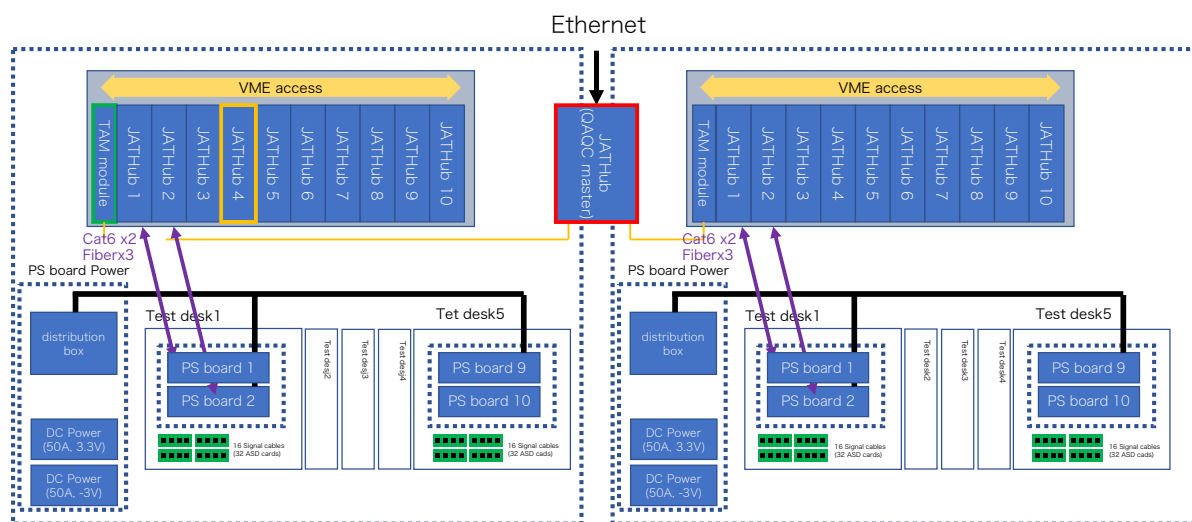 Ethernet
VME access
TAM module
JATHub 1
JATHub 2
JATHub 3
JATHub 4
JATHub 5
JATHub 6
JATHub 7
JATHub 8
JATHub 9
JATHub 10
JATHub
(QAQC master)
VME access
TAM module
JATHub 1
JATHub 2
JATHub 3
JATHub 4
JATHub 5
JATHub 6
JATHub 7
JATHub 8
JATHub 9
JATHub 10
Cat6 x2
Fiberx3
PS board Power
distribution
box
DC Power
(50A, 3.3V)
DC Power
(50A, -3V)
Test desk1
PS board 1
PS board 2
16 Signal cables
(32 ASD cards)
Test desj2
Test desj3
Test desj4
Tet desk5
PS board 9
PS board 10
16 Signal cables
(32 ASD cads)
Cat6 x2
Fiberx3
PS board Power
distribution
box
DC Power
(50A, 3.3V)
DC Power
(50A, -3V)
Test desk1
PS board 1
PS board 2
16 Signal cables
(32 ASD cards)
Test desk2
Test desk3
Test desk4
Test desk5
PS board 9
PS board 10
16 Signal cables
(32 ASD cards)